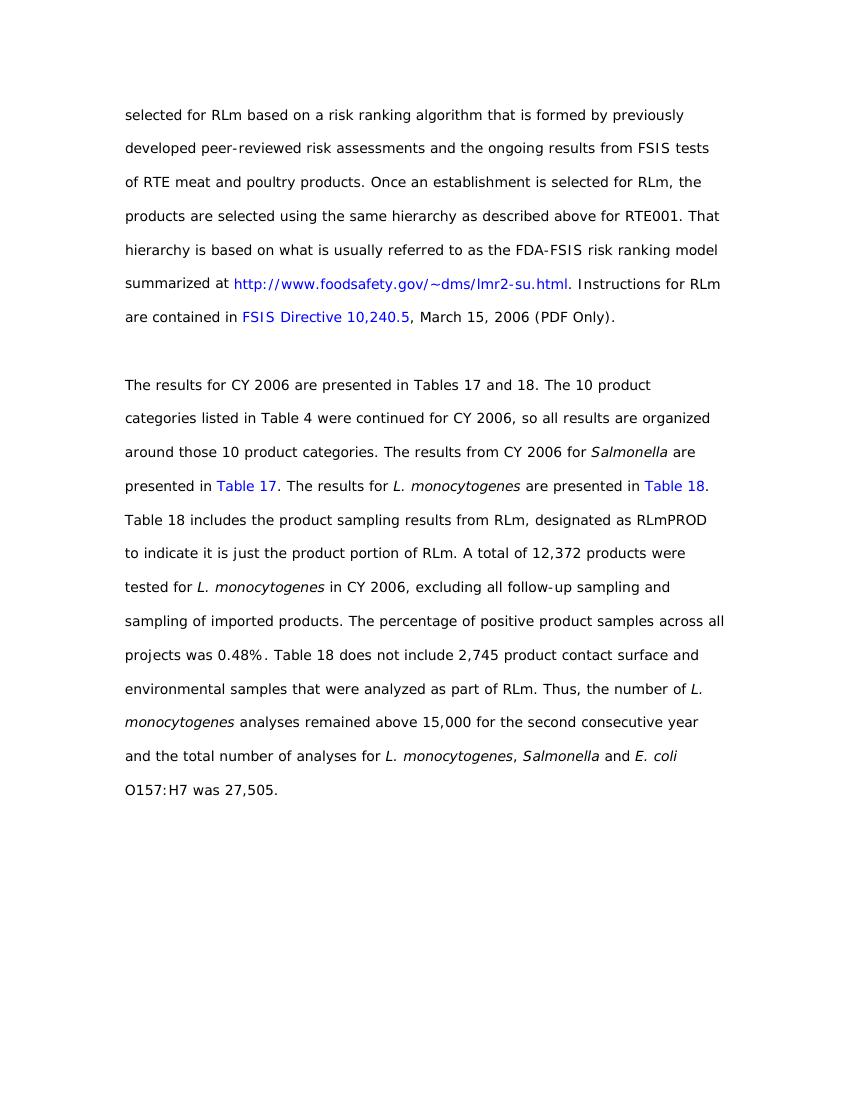 selected for RLm based on a risk ranking algorithm that is formed by previously
developed peer-reviewed risk assessments and the ongoing results from FSIS tests
of RTE meat and poultry products. Once an establishment is selected for RLm, the
products are selected using the same hierarchy as described above for RTE001. That
hierarchy is based on what is usually referred to as the FDA-FSIS risk ranking model
summarized at http://www.foodsafety.gov/~dms/lmr2-su.html. Instructions for RLm
are contained in FSIS Directive 10,240.5, March 15, 2006 (PDF Only).
The results for CY 2006 are presented in Tables 17 and 18. The 10 product
categories listed in Table 4 were continued for CY 2006, so all results are organized
around those 10 product categories. The results from CY 2006 for Salmonella are
presented in Table 17. The results for L. monocytogenes are presented in Table 18.
Table 18 includes the product sampling results from RLm, designated as RLmPROD
to indicate it is just the product portion of RLm. A total of 12,372 products were
tested for L. monocytogenes in CY 2006, excluding all follow-up sampling and
sampling of imported products. The percentage of positive product samples across all
projects was 0.48%. Table 18 does not include 2,745 product contact surface and
environmental samples that were analyzed as part of RLm. Thus, the number of L.
monocytogenes analyses remained above 15,000 for the second consecutive year
and the total number of analyses for L. monocytogenes, Salmonella and E. coli
O157:H7 was 27,505.